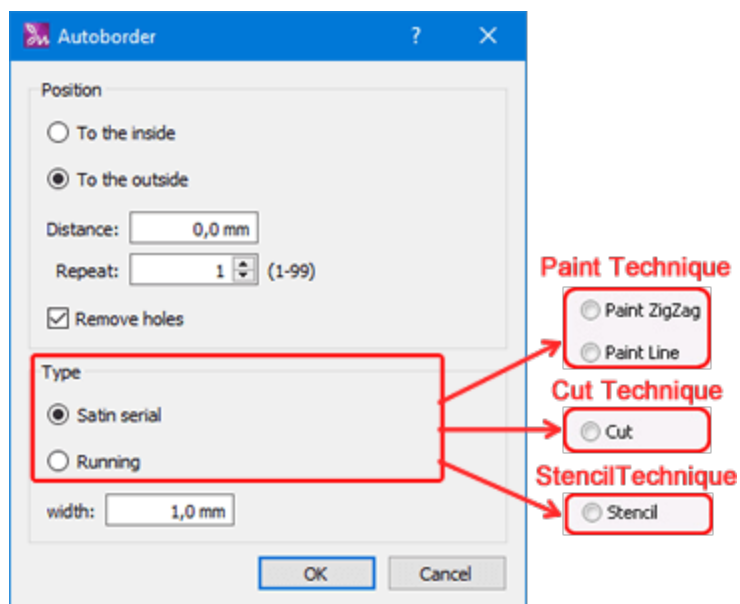 Autoborder
Position
To the inside
To the outside
Distance: 0,0 mm
Repeat: 1 (1-99)
Remove holes
Type
Satin serial
Running
width: 1,0 mm
OK Cancel
Paint Technique
Paint ZigZag
Paint Line
Cut Technique
Cut
StencilTechnique
Stencil